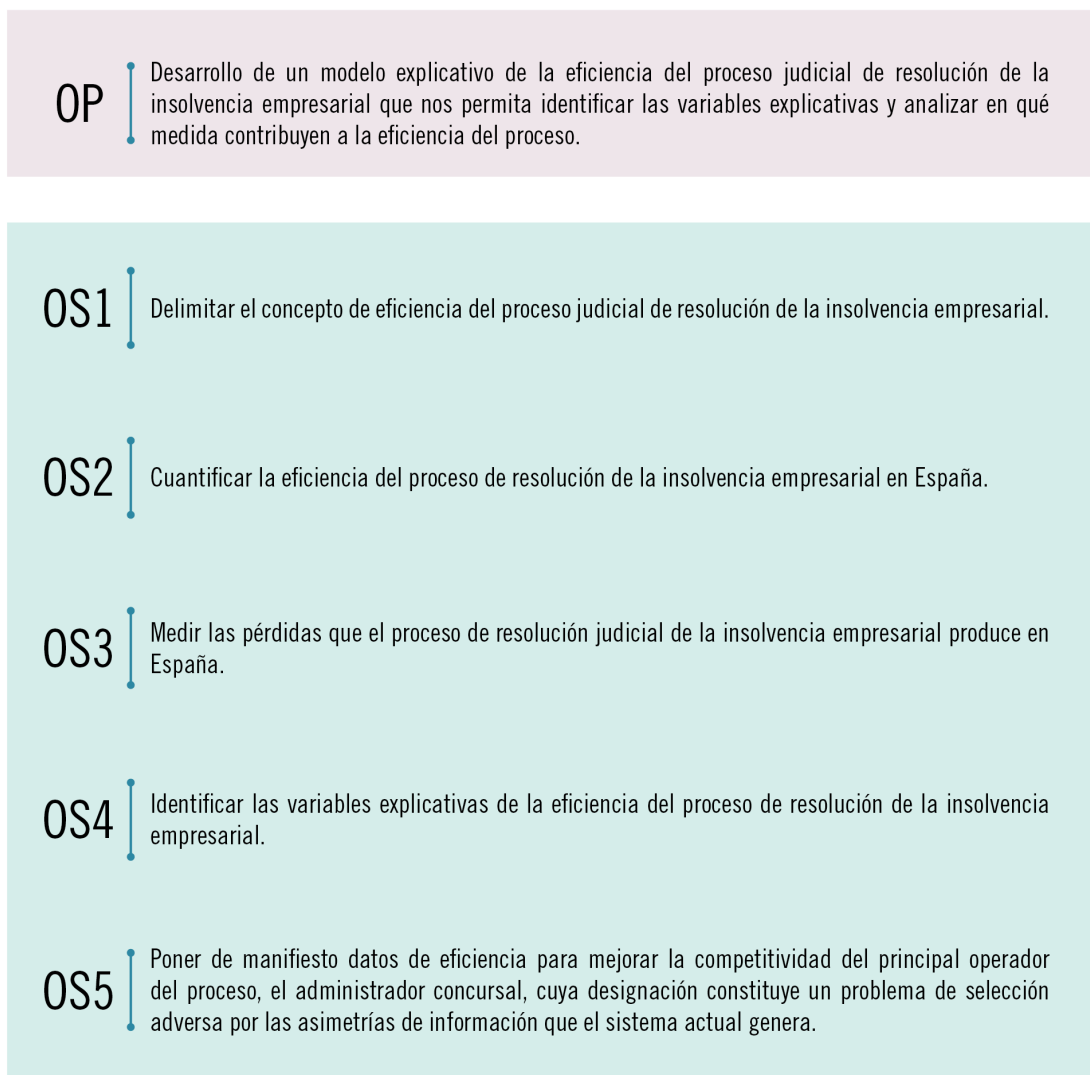 OP
Desarrollo de un modelo explicativo de la eficiencia del proceso judicial de resolución de la
insolvencia empresarial que nos permita identificar las variables explicativas y analizar en qué
medida contribuyen a la eficiencia del proceso.
OS1
Delimitar el concepto de eficiencia del proceso judicial de resolución de la insolvencia empresarial.
OS2
Cuantificar la eficiencia del proceso de resolución de la insolvencia empresarial en España.
OS3
Medir las pérdidas que el proceso de resolución judicial de la insolvencia empresarial produce en
España.
OS4
Identificar las variables explicativas de la eficiencia del proceso de resolución de la insolvencia
empresarial.
OS5
Poner de manifiesto datos de eficiencia para mejorar la competitividad del principal operador
del proceso, el administrador concursal, cuya designación constituye un problema de selección
adversa por las asimetrías de información que el sistema actual genera.